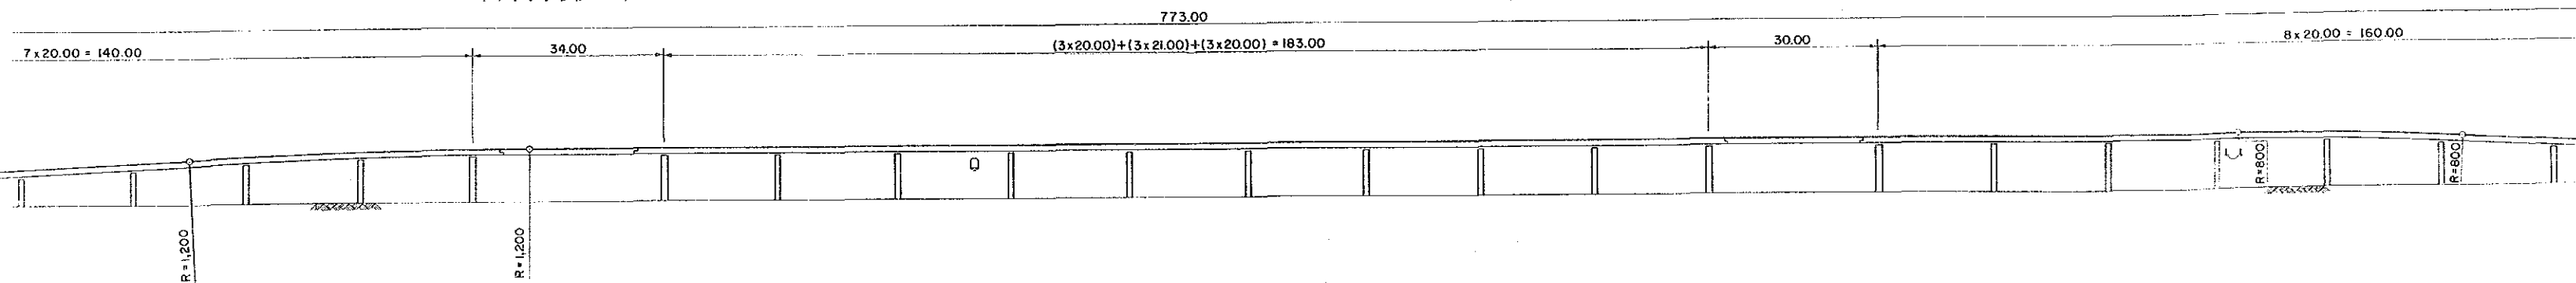 773.00
7 x 20.00 = 140.00
34.00
(3x20.00)+(3x21.00)+(3x20.00) = 183.00
30.00
8 x 20.00 = 160.00
R = 1,200
R = 1,200
R = 800
R = 800